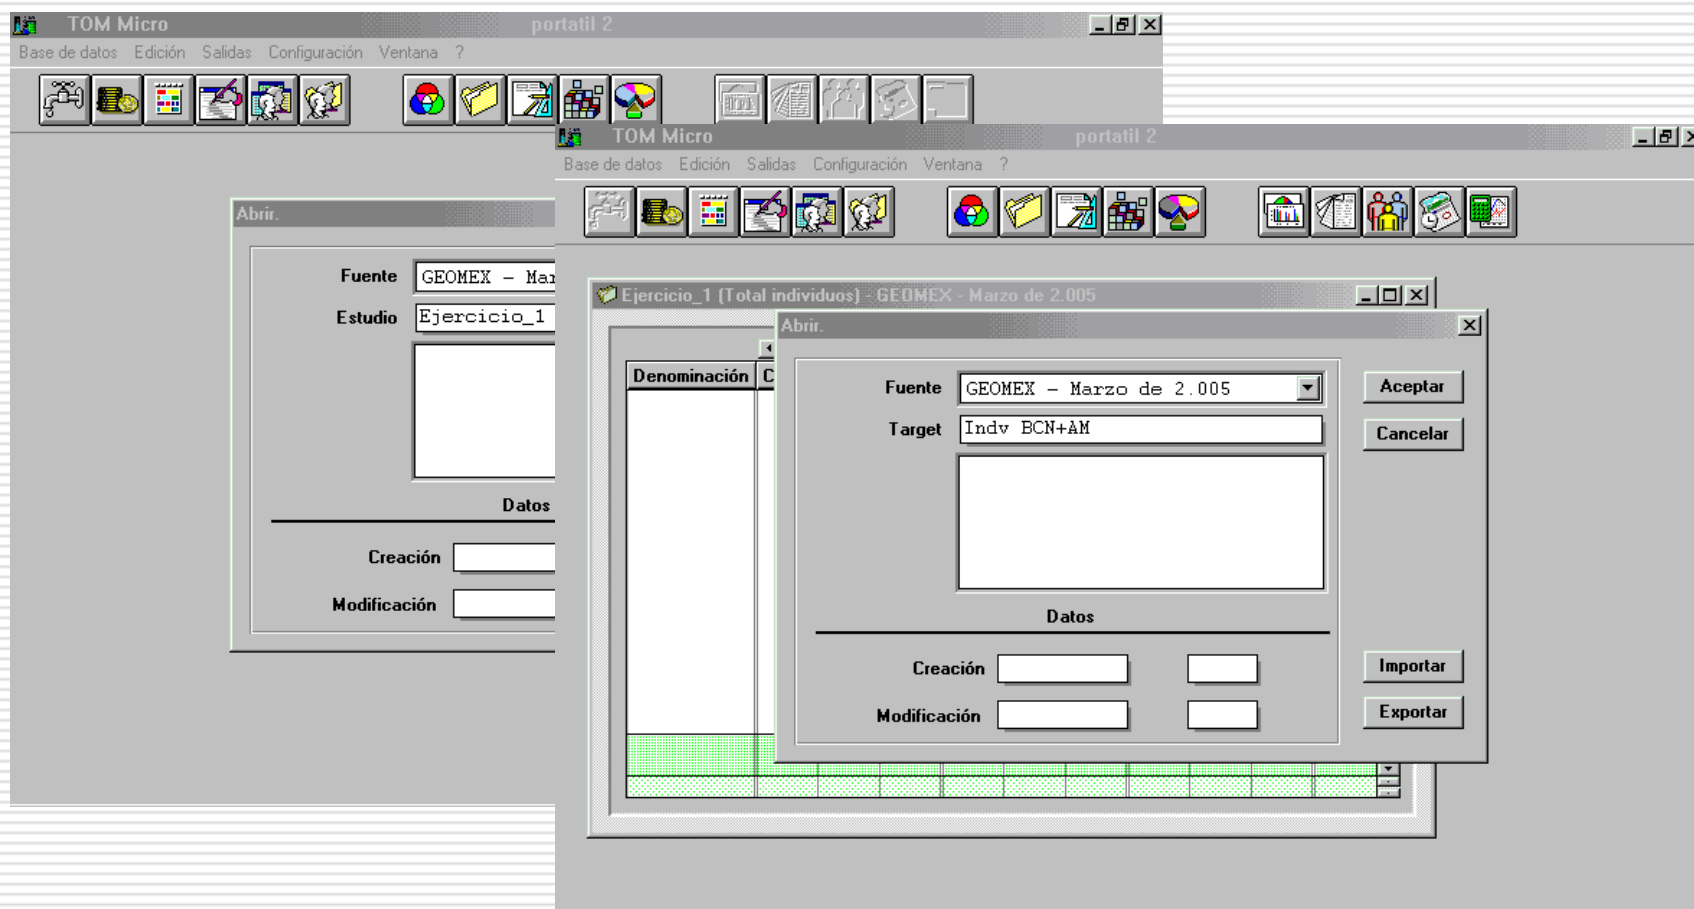 TOM Micro portatil 2
Base de datos Edición Salidas Configuración Ventana ?
Abrir.
Fuente GEOMEX - Mar
Estudio Ejercicio_1
Datos
Creación
Modificación
TOM Micro portatil 2
Base de datos Edición Salidas Configuración Ventana ?
Ejercicio_1 (Total individuos) - GEOMEX - Marzo de 2.005
Denominación C
Abrir.
Fuente GEOMEX - Marzo de 2.005 Aceptar
Target Indv BCN+AM Cancelar
Datos
Creación Importar
Modificación Exportar